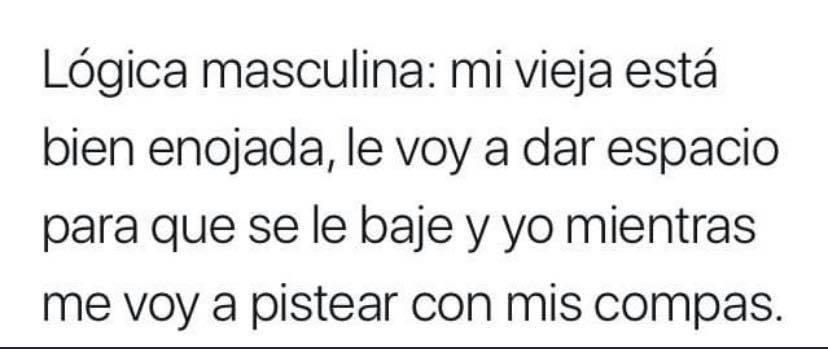 Lógica masculina: mi vieja está
bien enojada, le voy a dar espacio
para que se le baje y yo mientras
me voy a pistear con mis compas.